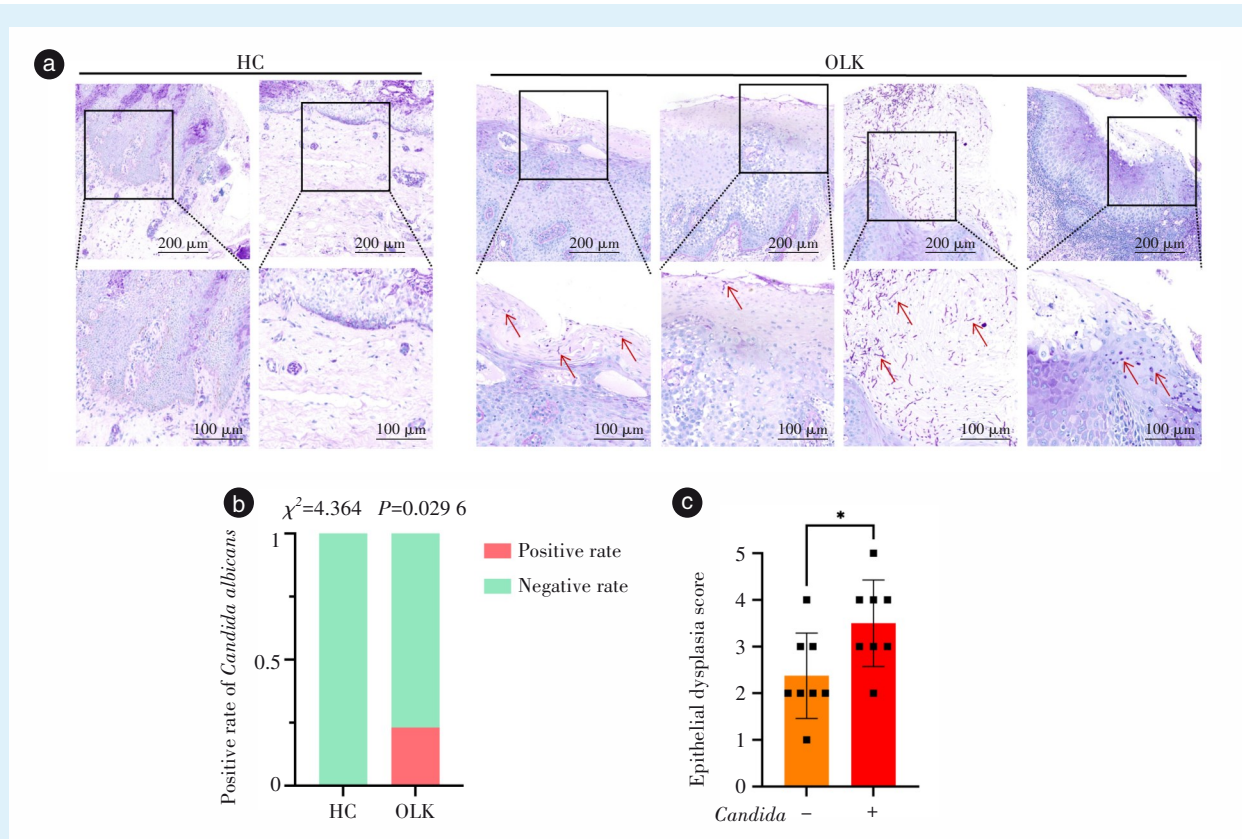 a
HC
OLK
200 μm
200 μm
200 μm
200 μm
200 μm
200 μm
100 μm
100 μm
100 μm
100 μm
100 μm
100 μm
b
χ²=4.364 P=0.029 6
Positive rate of Candida albicans
1
0.5
0
HC
OLK
Positive rate
Negative rate
c
*
Epithelial dysplasia score
5
4
3
2
1
0
Candida − +